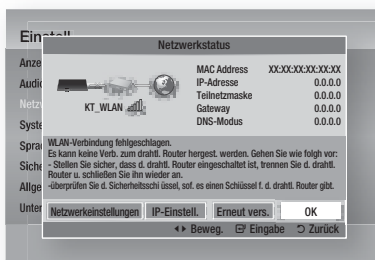 Netzwerkstatus
Anze
Audi
Netz
Syste
Spra
Siche
Allge
Unter
KT_WLAN
MAC Address XX:XX:XX:XX:XX:XX
IP-Adresse 0.0.0.0
Teilnetzmaske 0.0.0.0
Gateway 0.0.0.0
DNS-Modus 0.0.0.0
WLAN-Verbindung fehlgeschlagen.
Es kann keine Verb. zum drahtl. Router hergest. werden. Gehen Sie wie folgh vor:
- Stellen Sie sicher, dass d. drahtl. Router eingeschaltet ist, trennen Sie d. drahtl.
Router u. schließen Sie ihn wieder an.
-überprüfen Sie d. Sicherheitsschi üssel, sof. es einen Schlüssel f. d. drahtl. Router gibt.
Netzwerkeinstellungen IP-Einstell. Erneut vers. OK
Beweg. Eingabe Zurück